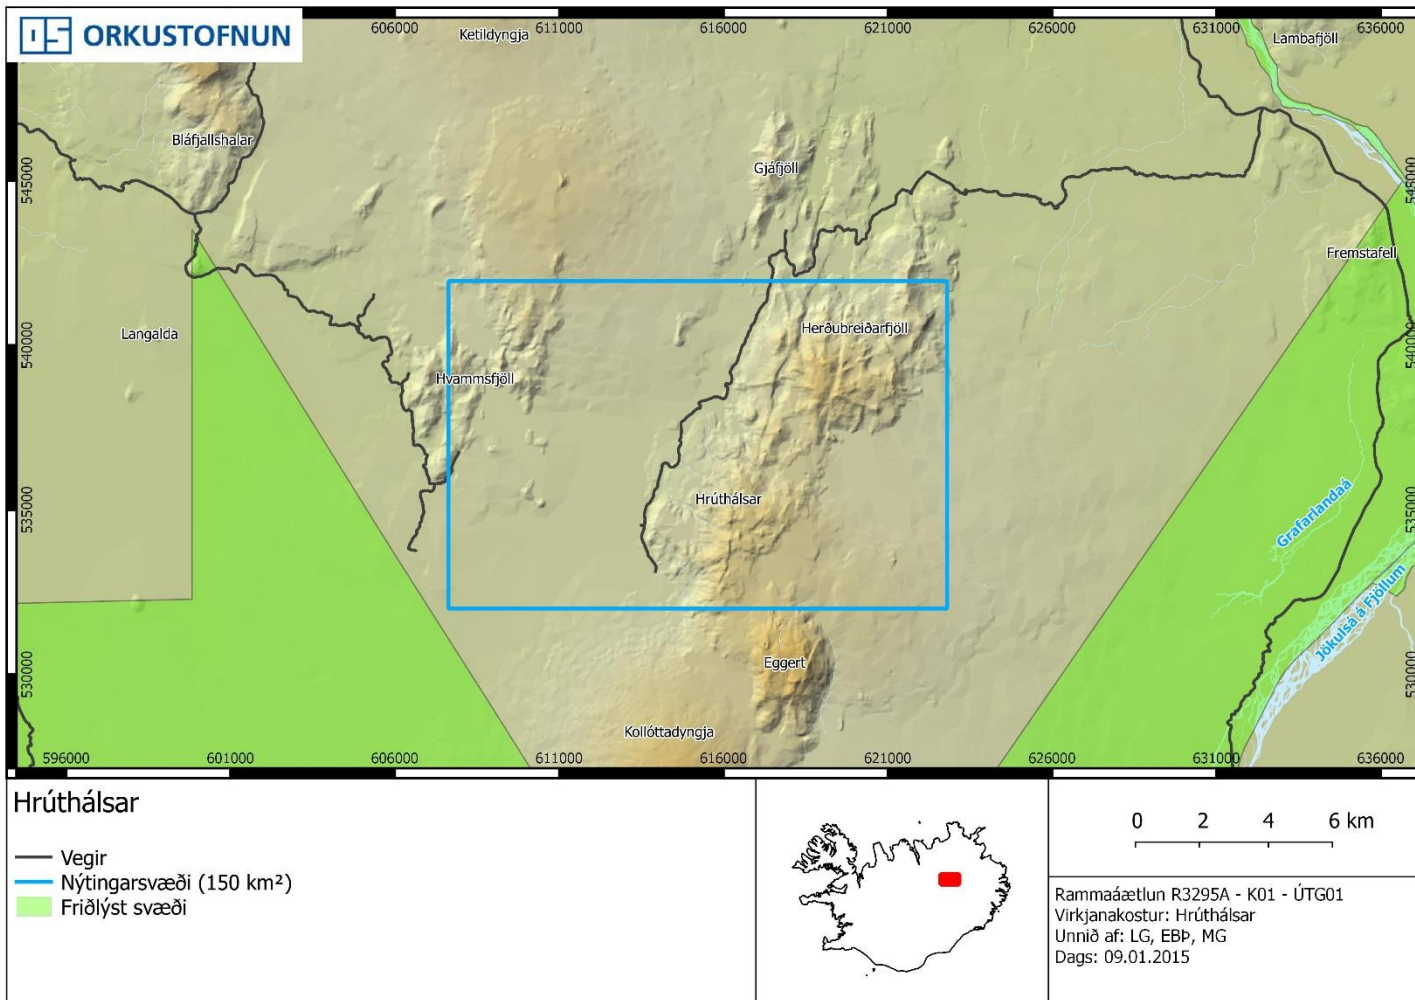 OS ORKUSTOFNUN
606000 611000 616000 621000 626000 631000 636000
Ketildyngja
Lambafjöll
Bláfjallshalar
Gjáfjöll
545000
545000
Fremstafell
Langalda
Herðubreiðarfjöll
540000
540000
Hvammsfjöll
Hrúthálsar
535000
535000
Grafarlandaá
Jökulsá á Fjöllum
Eggert
530000
530000
Kollóttadyngja
596000 601000 606000 611000 616000 621000 626000 631000 636000
Hrúthálsar
Vegir
Nýtingarsvæði (150 km²)
Friðlýst svæði
0 2 4 6 km
Rammaáætlun R3295A - K01 - ÚTG01
Virkjanakostur: Hrúthálsar
Unnið af: LG, EBÞ, MG
Dags: 09.01.2015